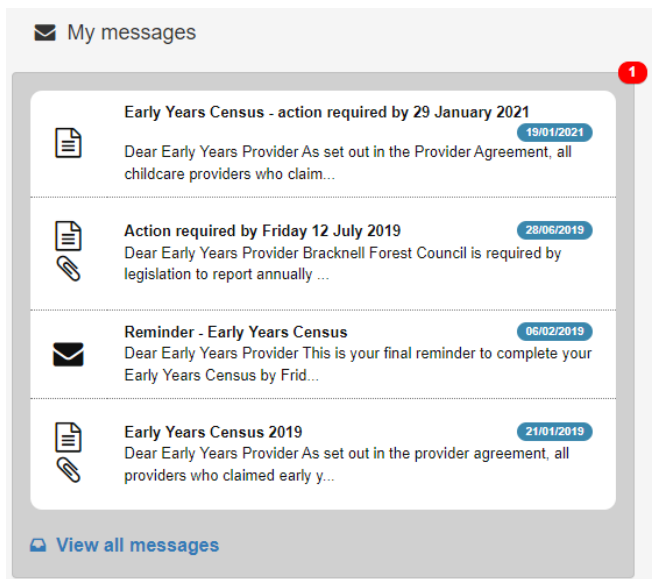 My messages
1
Early Years Census - action required by 29 January 2021
19/01/2021
Dear Early Years Provider As set out in the Provider Agreement, all
childcare providers who claim...
Action required by Friday 12 July 2019
28/06/2019
Dear Early Years Provider Bracknell Forest Council is required by
legislation to report annually ...
Reminder - Early Years Census
06/02/2019
Dear Early Years Provider This is your final reminder to complete your
Early Years Census by Frid...
Early Years Census 2019
21/01/2019
Dear Early Years Provider As set out in the provider agreement, all
providers who claimed early y...
View all messages